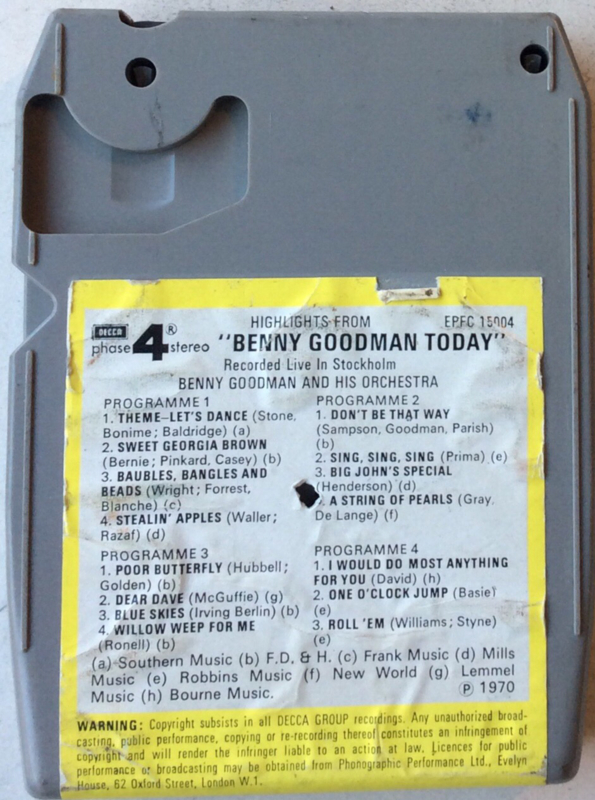 HIGHLIGHTS FROM EPFC 15004
DECCA
phase 4® stereo "BENNY GOODMAN TODAY"
Recorded Live In Stockholm
BENNY GOODMAN AND HIS ORCHESTRA
PROGRAMME 1
1. THEME–LET'S DANCE (Stone,
Bonime; Baldridge) (a)
2. SWEET GEORGIA BROWN
(Bernie; Pinkard, Casey) (b)
3. BAUBLES, BANGLES AND
BEADS (Wright; Forrest,
Blanche) (c)
4. STEALIN' APPLES (Waller;
Razaf) (d)
PROGRAMME 2
1. DON'T BE THAT WAY
(Sampson, Goodman, Parish)
(b)
2. SING, SING, SING (Prima) (e)
3. BIG JOHN'S SPECIAL
(Henderson) (d)
A STRING OF PEARLS (Gray,
De Lange) (f)
PROGRAMME 3
1. POOR BUTTERFLY (Hubbell;
Golden) (b)
2. DEAR DAVE (McGuffie) (g)
3. BLUE SKIES (Irving Berlin) (b)
4. WILLOW WEEP FOR ME
(Ronell) (b)
PROGRAMME 4
1. I WOULD DO MOST ANYTHING
FOR YOU (David) (h)
2. ONE O'CLOCK JUMP (Basie)
(e)
3. ROLL 'EM (Williams; Styne)
(e)
(a) Southern Music (b) F.D. & H. (c) Frank Music (d) Mills
Music (e) Robbins Music (f) New World (g) Lemmel
Music (h) Bourne Music. ℗ 1970
WARNING: Copyright subsists in all DECCA GROUP recordings. Any unauthorized broad-
casting, public performance, copying or re-recording thereof constitutes an infringement of
copyright and will render the infringer liable to an action at law. Licences for public
performance or broadcasting may be obtained from Phonographic Performance Ltd., Evelyn
House, 62 Oxford Street, London W.1.